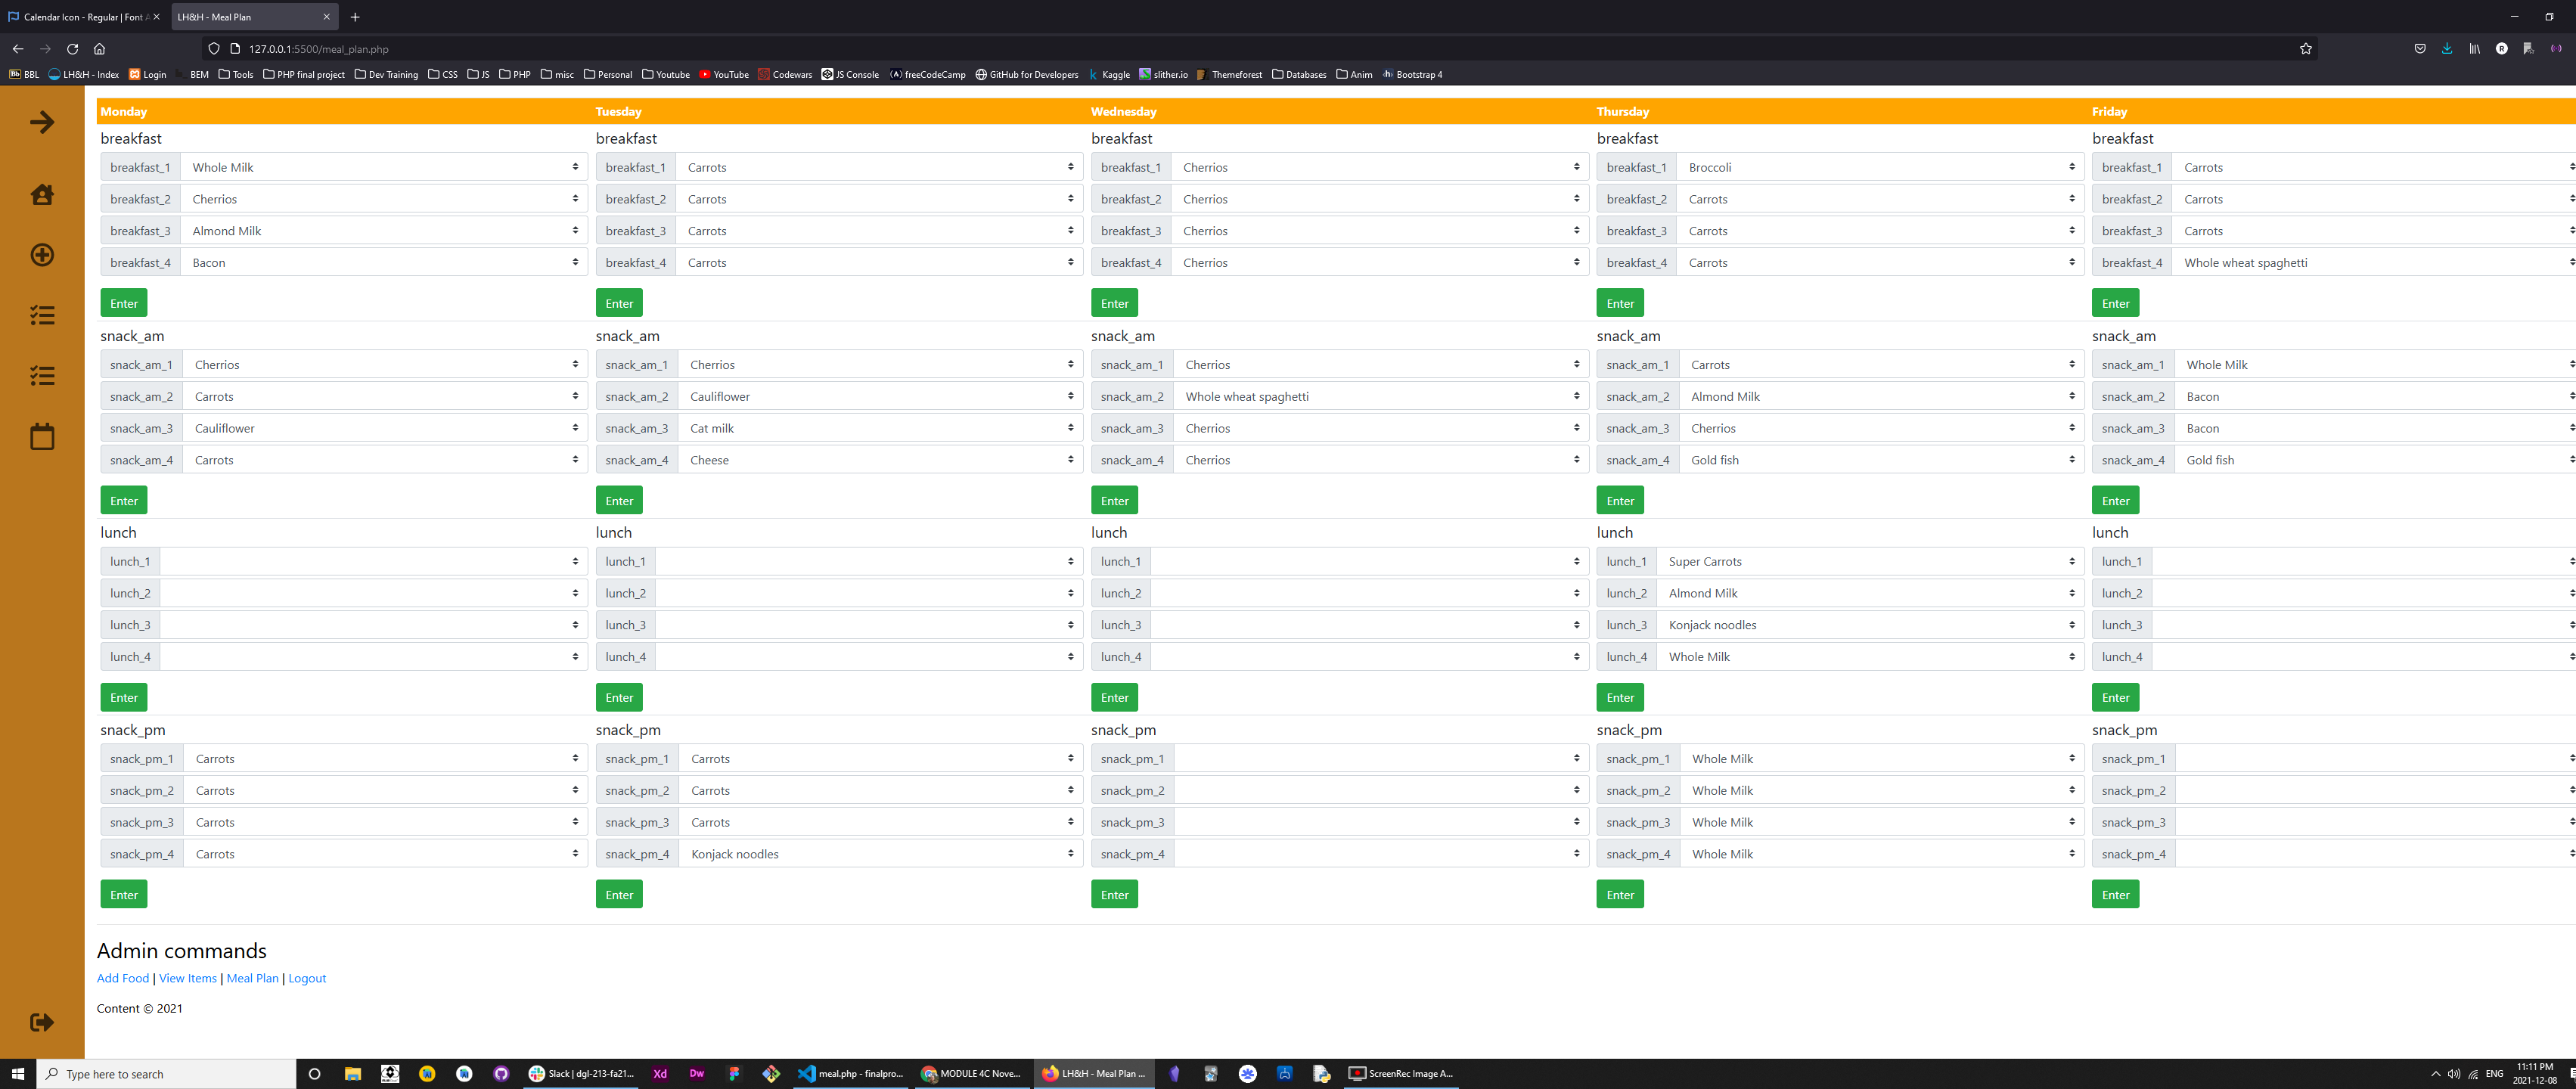 Calendar Icon - Regular | Font A
LH&H - Meal Plan
127.0.0.1:5500/meal_plan.php
BBL LH&H - Index Login BEM Tools PHP final project Dev Training CSS JS PHP misc Personal Youtube YouTube Codewars JS Console freeCodeCamp GitHub for Developers Kaggle slither.io Themeforest Databases Anim Bootstrap 4
Monday Tuesday Wednesday Thursday Friday
breakfast breakfast breakfast breakfast breakfast
breakfast_1 Whole Milk breakfast_1 Carrots breakfast_1 Cherrios breakfast_1 Broccoli breakfast_1 Carrots
breakfast_2 Cherrios breakfast_2 Carrots breakfast_2 Cherrios breakfast_2 Carrots breakfast_2 Carrots
breakfast_3 Almond Milk breakfast_3 Carrots breakfast_3 Cherrios breakfast_3 Carrots breakfast_3 Carrots
breakfast_4 Bacon breakfast_4 Carrots breakfast_4 Cherrios breakfast_4 Carrots breakfast_4 Whole wheat spaghetti
Enter Enter Enter Enter Enter
snack_am snack_am snack_am snack_am snack_am
snack_am_1 Cherrios snack_am_1 Cherrios snack_am_1 Cherrios snack_am_1 Carrots snack_am_1 Whole Milk
snack_am_2 Carrots snack_am_2 Cauliflower snack_am_2 Whole wheat spaghetti snack_am_2 Almond Milk snack_am_2 Bacon
snack_am_3 Cauliflower snack_am_3 Cat milk snack_am_3 Cherrios snack_am_3 Cherrios snack_am_3 Bacon
snack_am_4 Carrots snack_am_4 Cheese snack_am_4 Cherrios snack_am_4 Gold fish snack_am_4 Gold fish
Enter Enter Enter Enter Enter
lunch lunch lunch lunch lunch
lunch_1 lunch_1 lunch_1 lunch_1 Super Carrots lunch_1
lunch_2 lunch_2 lunch_2 lunch_2 Almond Milk lunch_2
lunch_3 lunch_3 lunch_3 lunch_3 Konjack noodles lunch_3
lunch_4 lunch_4 lunch_4 lunch_4 Whole Milk lunch_4
Enter Enter Enter Enter Enter
snack_pm snack_pm snack_pm snack_pm snack_pm
snack_pm_1 Carrots snack_pm_1 Carrots snack_pm_1 snack_pm_1 Whole Milk snack_pm_1
snack_pm_2 Carrots snack_pm_2 Carrots snack_pm_2 snack_pm_2 Whole Milk snack_pm_2
snack_pm_3 Carrots snack_pm_3 Carrots snack_pm_3 snack_pm_3 Whole Milk snack_pm_3
snack_pm_4 Carrots snack_pm_4 Konjack noodles snack_pm_4 snack_pm_4 Whole Milk snack_pm_4
Enter Enter Enter Enter Enter
Admin commands
Add Food | View Items | Meal Plan | Logout
Content © 2021
Type here to search
Slack | dgl-213-fa21... Xd Dw meal.php - finalpro... MODULE 4C Nove... LH&H - Meal Plan ... ScreenRec Image A... ENG
11:11 PM
2021-12-08